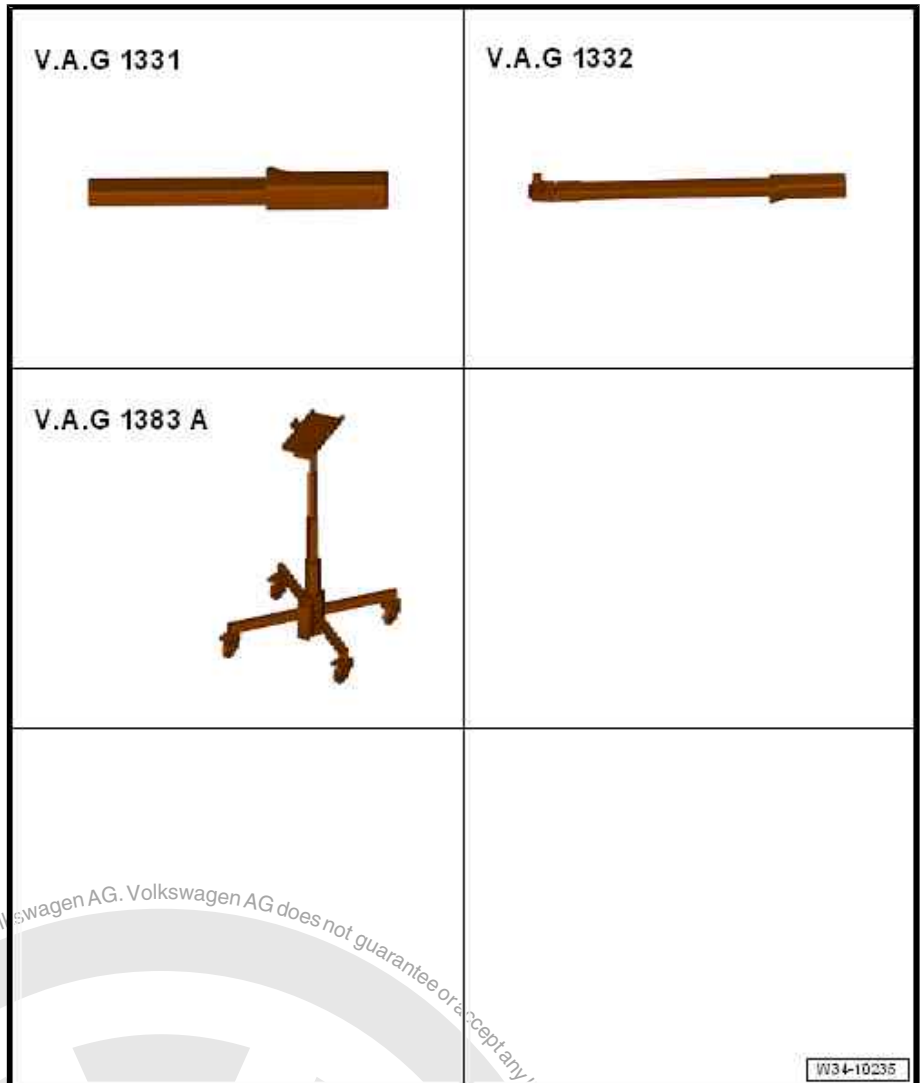 V.A.G 1331
V.A.G 1332
V.A.G 1383 A
swagen AG. Volkswagen AG does not guarantee or accept any
W34-10235